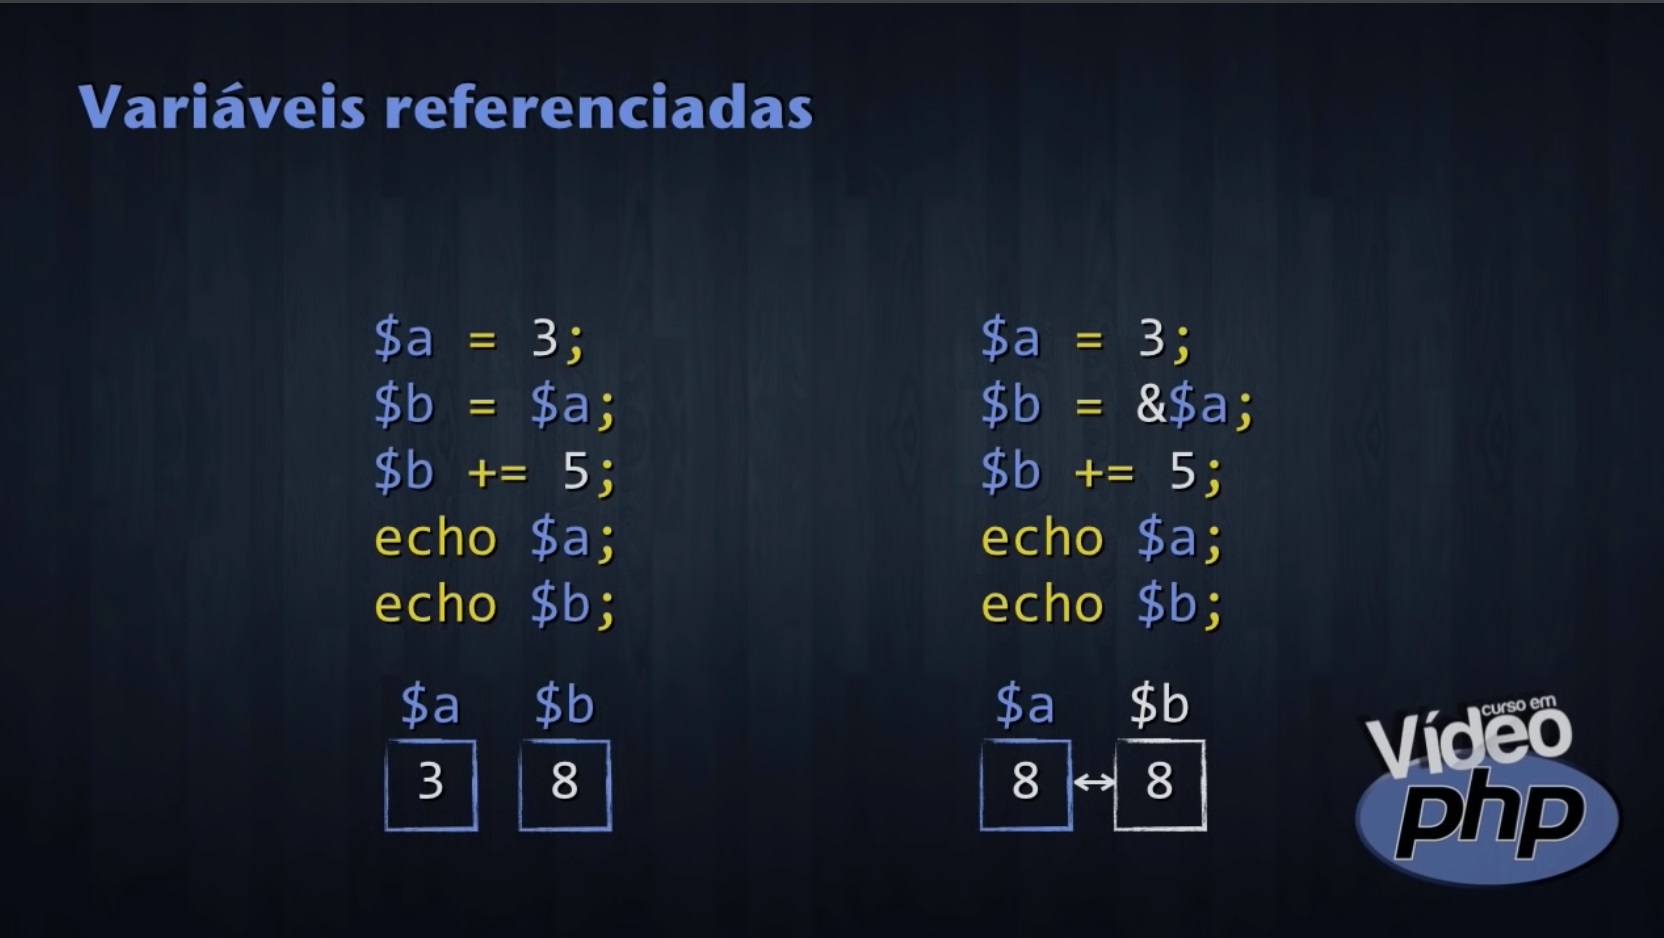 Variáveis referenciadas
$a = 3;
$b = $a;
$b += 5;
echo $a;
echo $b;
$a $b
3 8
$a = 3;
$b = &$a;
$b += 5;
echo $a;
echo $b;
$a $b
8 ↔ 8
curso em
Vídeo
php